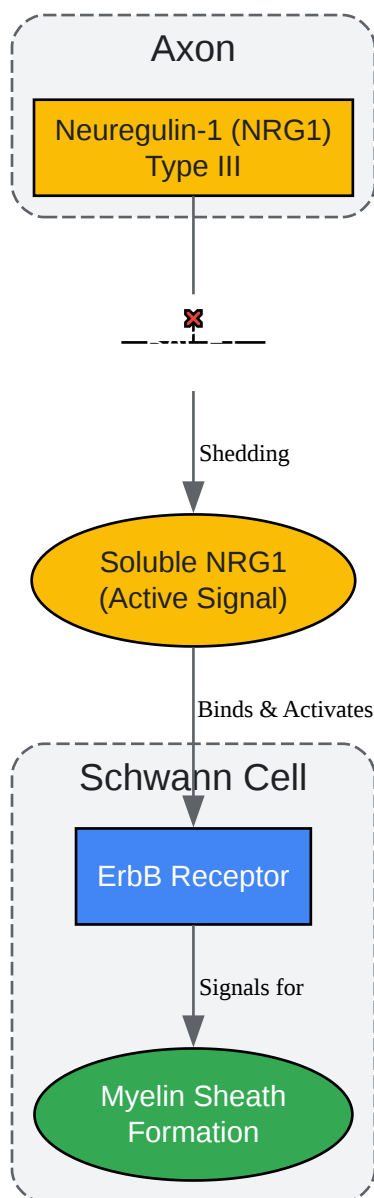 Axon
Neuregulin-1 (NRG1)
Type III
Shedding
Soluble NRG1
(Active Signal)
Binds & Activates
Schwann Cell
ErbB Receptor
Signals for
Myelin Sheath
Formation